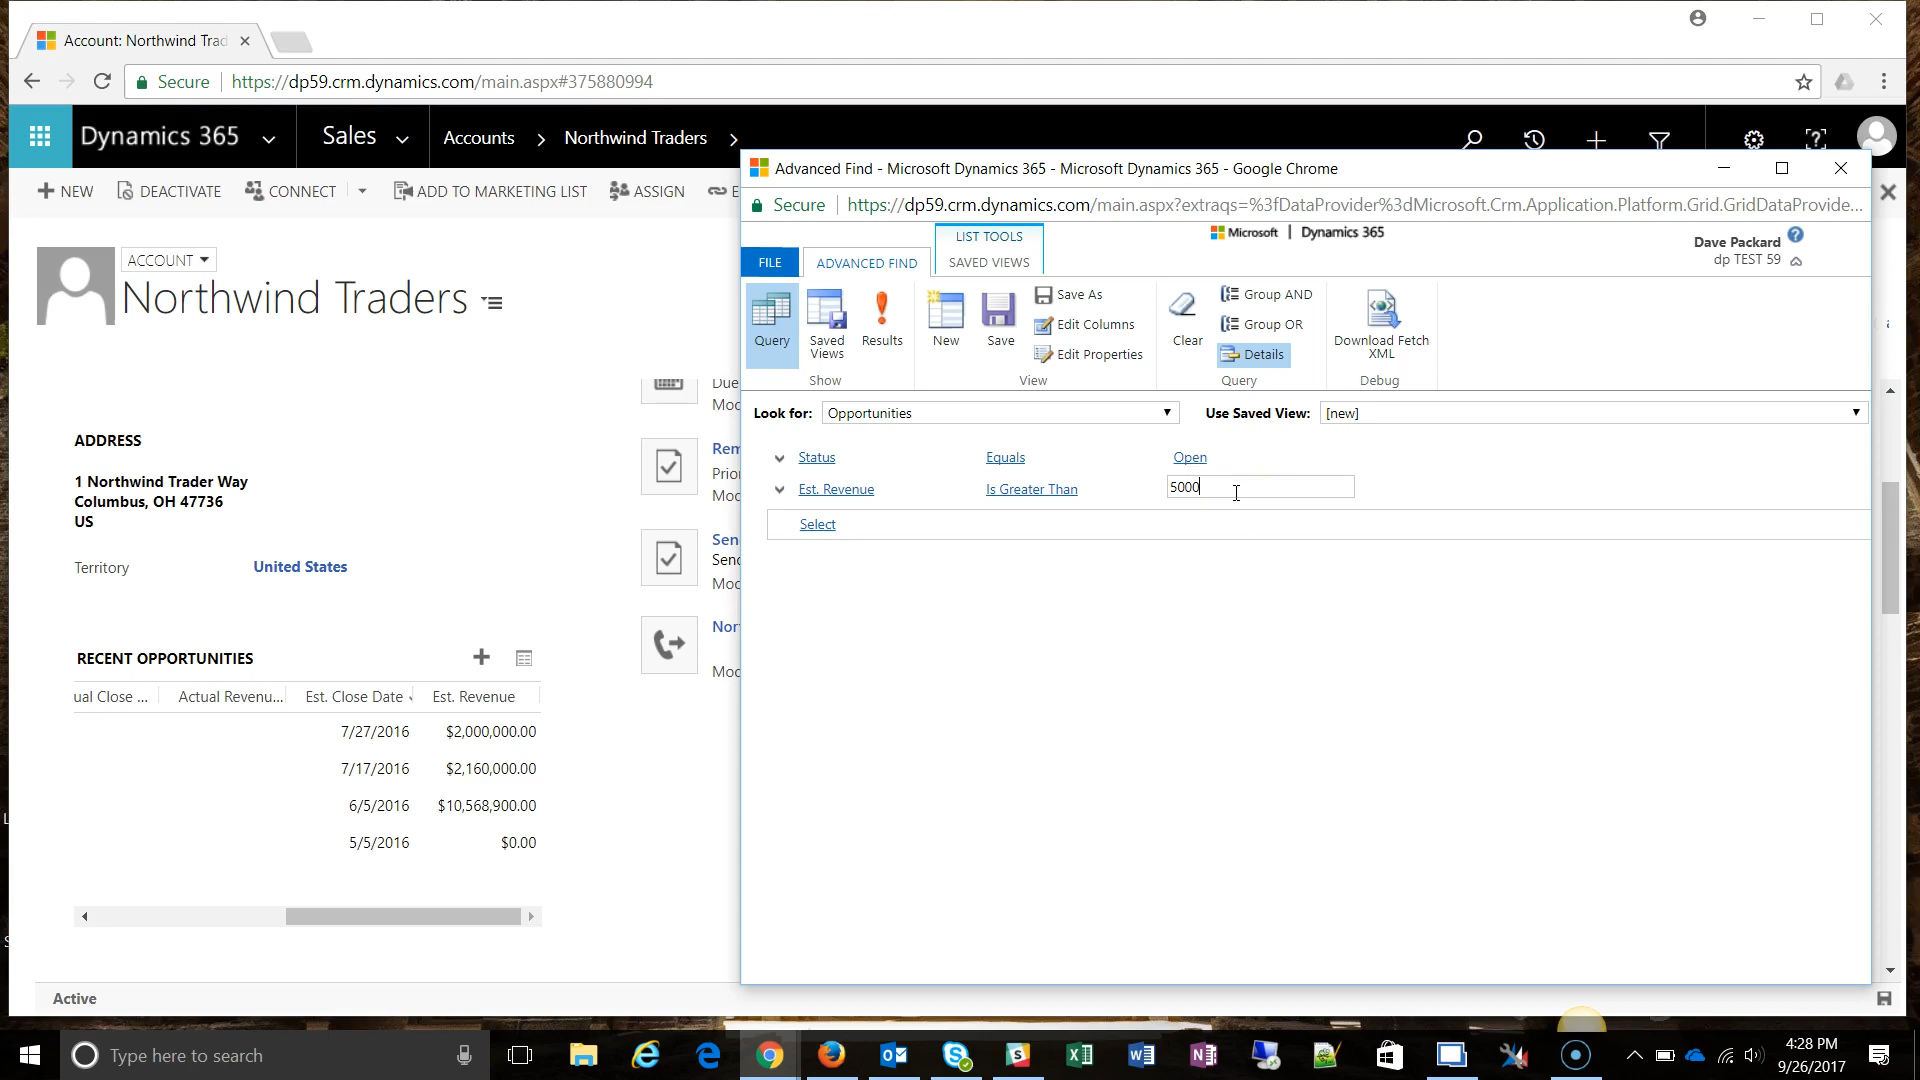 Account: Northwind Trad
Secure https://dp59.crm.dynamics.com/main.aspx#375880994
Dynamics 365 Sales Accounts Northwind Traders
NEW DEACTIVATE CONNECT ADD TO MARKETING LIST ASSIGN E
ACCOUNT
Northwind Traders
ADDRESS
1 Northwind Trader Way
Columbus, OH 47736
US
Territory United States
RECENT OPPORTUNITIES
ual Close ... Actual Revenu... Est. Close Date Est. Revenue
7/27/2016 $2,000,000.00
7/17/2016 $2,160,000.00
6/5/2016 $10,568,900.00
5/5/2016 $0.00
Due
Mod
Rem
Prior
Mod
Send
Send
Mod
Nor
Mod
Active
Advanced Find - Microsoft Dynamics 365 - Microsoft Dynamics 365 - Google Chrome
Secure https://dp59.crm.dynamics.com/main.aspx?extraqs=%3fDataProvider%3dMicrosoft.Crm.Application.Platform.Grid.GridDataProvide...
LIST TOOLS
Microsoft | Dynamics 365
Dave Packard
dp TEST 59
FILE ADVANCED FIND SAVED VIEWS
Query
Saved Views
Results
Show
New
Save
Save As
Edit Columns
Edit Properties
View
Clear
Group AND
Group OR
Details
Query
Download Fetch XML
Debug
Look for: Opportunities Use Saved View: [new]
Status Equals Open
Est. Revenue Is Greater Than 5000
Select
Type here to search
4:28 PM
9/26/2017